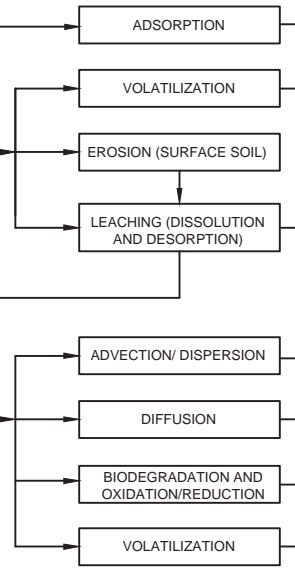 ADSORPTION
VOLATILIZATION
EROSION (SURFACE SOIL)
LEACHING (DISSOLUTION
AND DESORPTION)
ADVECTION/ DISPERSION
DIFFUSION
BIODEGRADATION AND
OXIDATION/REDUCTION
VOLATILIZATION